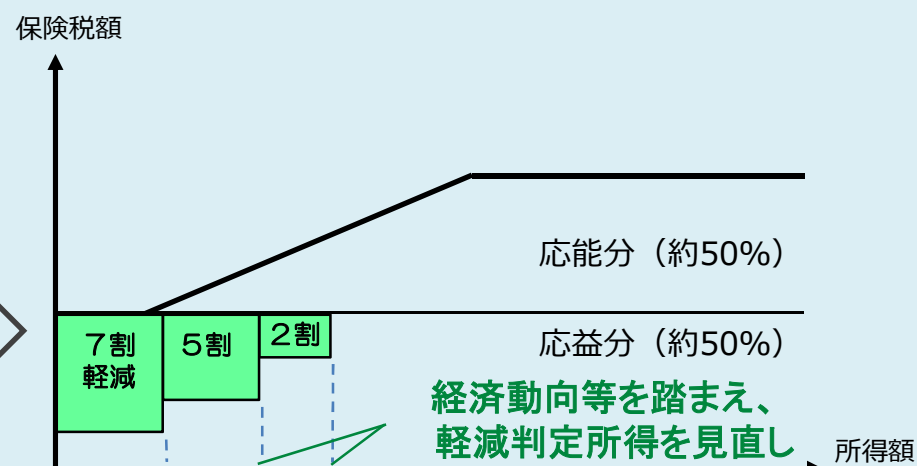 保険税額
応能分（約50%）
7割
軽減
5割
2割
応益分（約50%）
経済動向等を踏まえ、
軽減判定所得を見直し
所得額